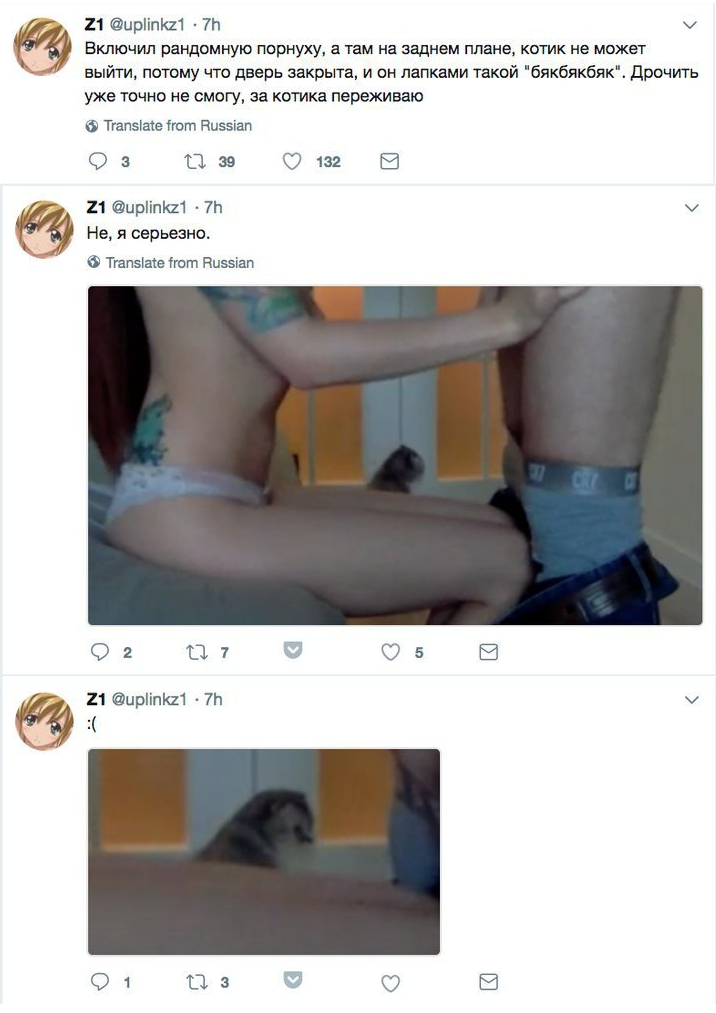 Z1 @uplinkz1 · 7h
Включил рандомную порнуху, а там на заднем плане, котик не может
выйти, потому что дверь закрыта, и он лапками такой "бякбякбяк". Дрочить
уже точно не смогу, за котика переживаю
Translate from Russian
3 39 132
Z1 @uplinkz1 · 7h
Не, я серьезно.
Translate from Russian
CR7
2 7 5
Z1 @uplinkz1 · 7h
:(
1 3